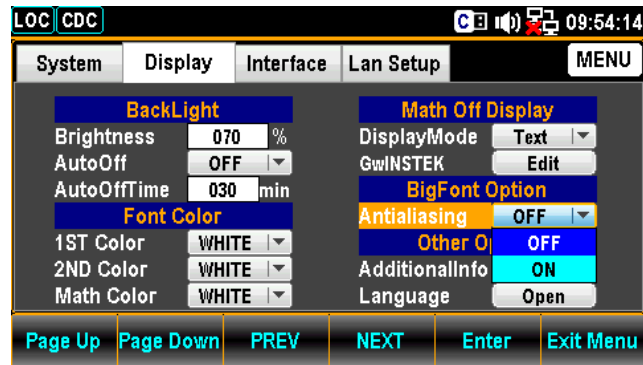 LOC CDC C 09:54:14
System Display Interface Lan Setup MENU
BackLight
Brightness 070 %
AutoOff OFF
AutoOffTime 030 min
Font Color
1ST Color WHITE
2ND Color WHITE
Math Color WHITE
Math Off Display
DisplayMode Text
GwINSTEK Edit
BigFont Option
Antialiasing OFF
OFF
Other O
ON
AdditionalInfo
Language Open
Page Up Page Down PREV NEXT Enter Exit Menu